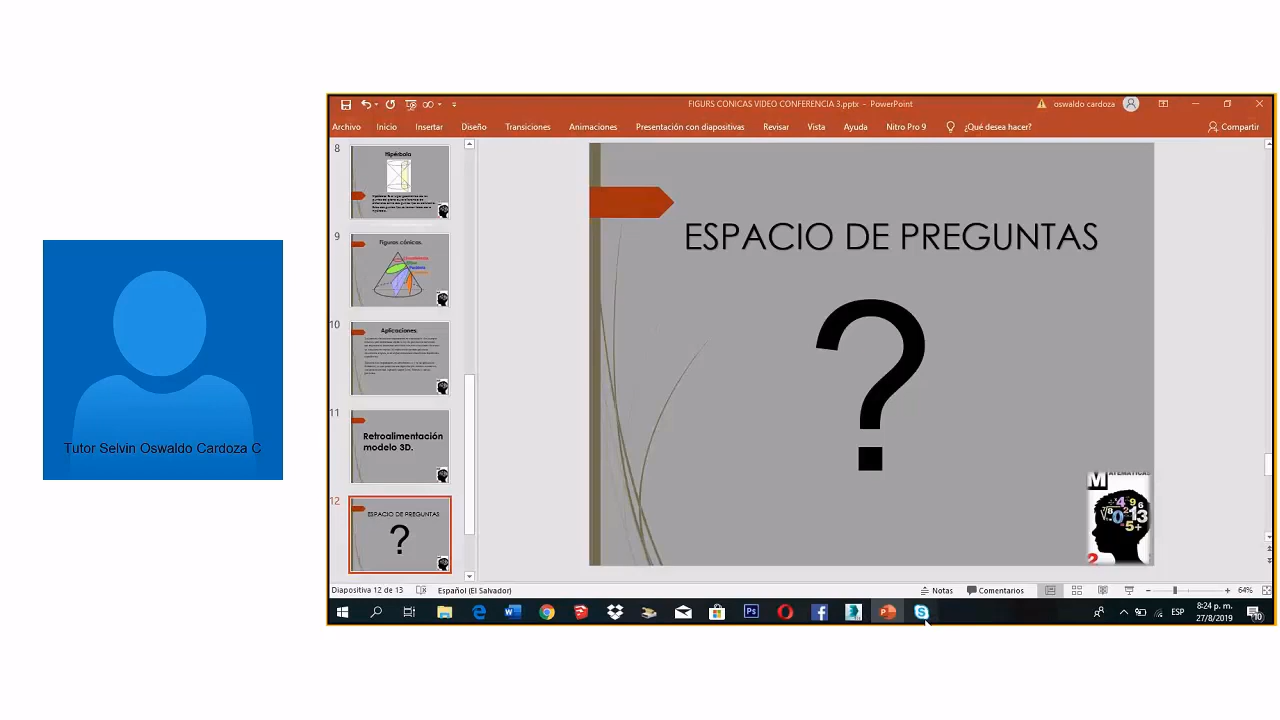 Tutor Selvin Oswaldo Cardoza C
FIGURS CONICAS VIDEO CONFERENCIA 3.pptx - PowerPoint
oswaldo cardoza
Archivo Inicio Insertar Diseño Transiciones Animaciones Presentación con diapositivas Revisar Vista Ayuda Nitro Pro 9 ¿Qué desea hacer? Compartir
8
Hipérbola
9
Figuras cónicas.
10
Aplicaciones
11
Retroalimentación
modelo 3D.
12
ESPACIO DE PREGUNTAS
?
ESPACIO DE PREGUNTAS
?
M ATEMATICAS
2
Diapositiva 12 de 13 Español (El Salvador) Notas Comentarios 64%
ESP
8:24 p. m.
27/8/2019